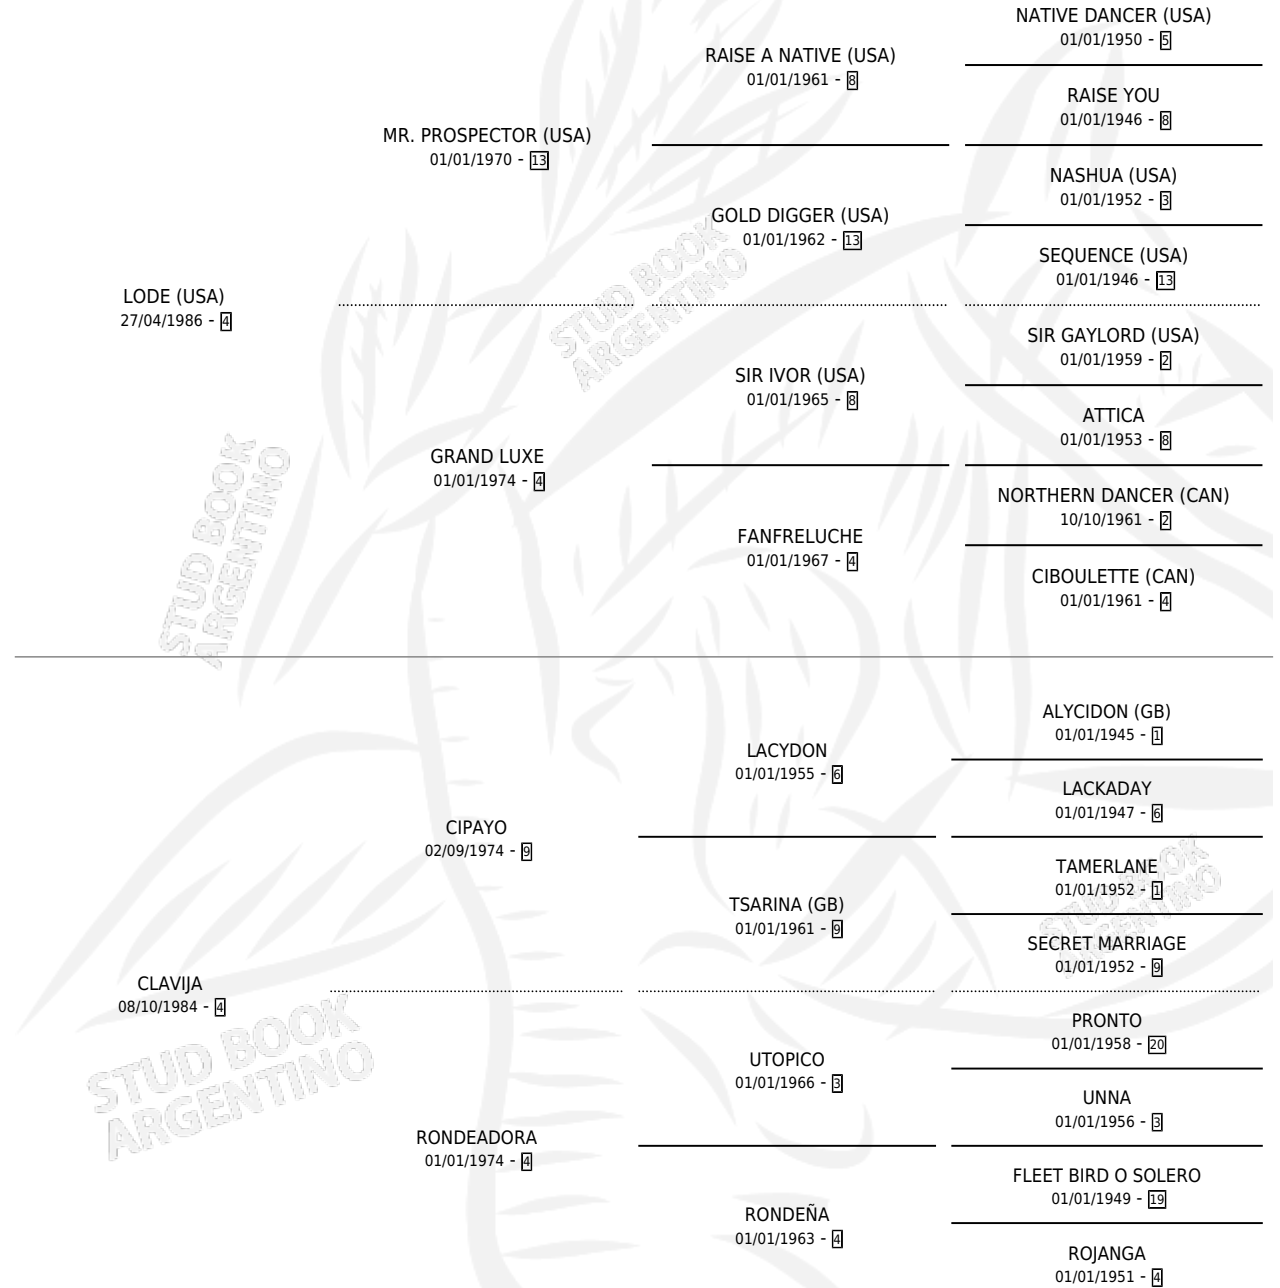 NATIVE DANCER (USA)
01/01/1950 - 5
RAISE A NATIVE (USA)
01/01/1961 - 8
RAISE YOU
01/01/1946 - 8
MR. PROSPECTOR (USA)
01/01/1970 - 13
NASHUA (USA)
01/01/1952 - 3
GOLD DIGGER (USA)
01/01/1962 - 13
SEQUENCE (USA)
01/01/1946 - 13
LODE (USA)
27/04/1986 - 4
STUD BOOK
ARGENTINO
SIR GAYLORD (USA)
01/01/1959 - 2
SIR IVOR (USA)
01/01/1965 - 8
ATTICA
01/01/1953 - 8
GRAND LUXE
01/01/1974 - 4
STUD BOOK
ARGENTINO
NORTHERN DANCER (CAN)
10/10/1961 - 2
FANFRELUCHE
01/01/1967 - 4
CIBOULETTE (CAN)
01/01/1961 - 4
ALYCIDON (GB)
01/01/1945 - 1
LACYDON
01/01/1955 - 6
LACKADAY
01/01/1947 - 6
CIPAYO
02/09/1974 - 9
TAMERLANE
01/01/1952 - 1
STUD BOOK
ARGENTINO
TSARINA (GB)
01/01/1961 - 9
SECRET MARRIAGE
01/01/1952 - 9
CLAVIJA
08/10/1984 - 4
STUD BOOK
ARGENTINO
PRONTO
01/01/1958 - 20
UTOPICO
01/01/1966 - 3
UNNA
01/01/1956 - 3
RONDEADORA
01/01/1974 - 4
FLEET BIRD O SOLERO
01/01/1949 - 19
RONDEÑA
01/01/1963 - 4
ROJANGA
01/01/1951 - 4